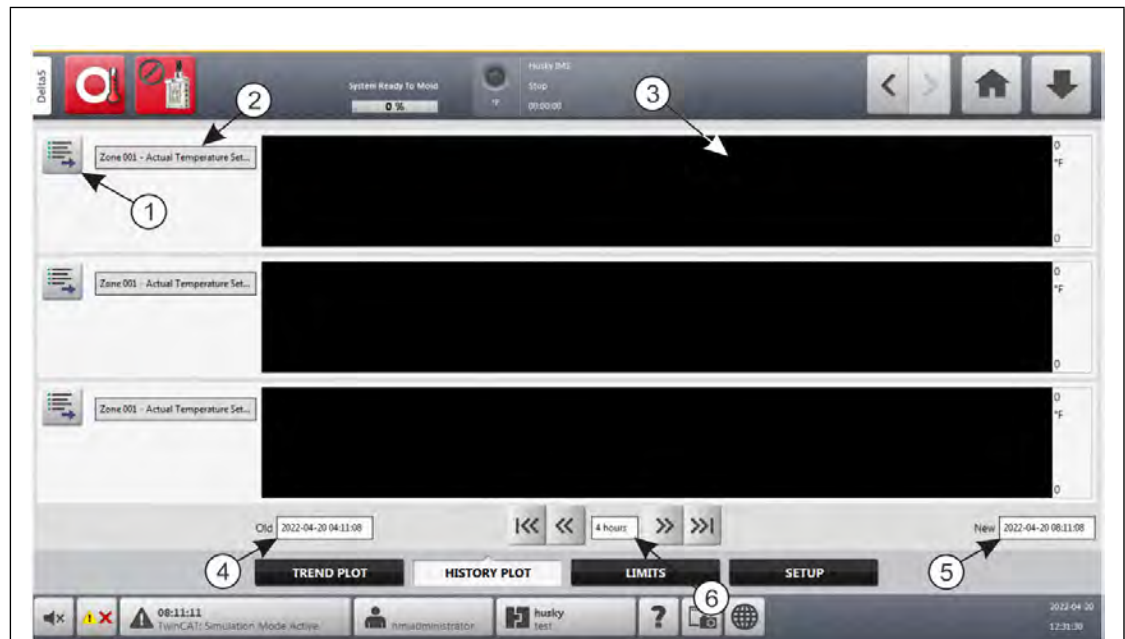 Delta5
System Ready To Mold
0 %
°F
Husky IMS
Stop
00:00:00
2
3
Zone 001 - Actual Temperature Set...
0
°F
0
1
Zone 001 - Actual Temperature Set...
0
°F
0
Zone 001 - Actual Temperature Set...
0
°F
0
Old 2022-04-20 04:11:08
4 hours
New 2022-04-20 08:11:08
4
TREND PLOT
HISTORY PLOT
LIMITS
SETUP
6
5
08:11:11
TwinCAT: Simulation Mode Active.
hmiadministrator
husky
test
?
2022-04-20
12:31:30